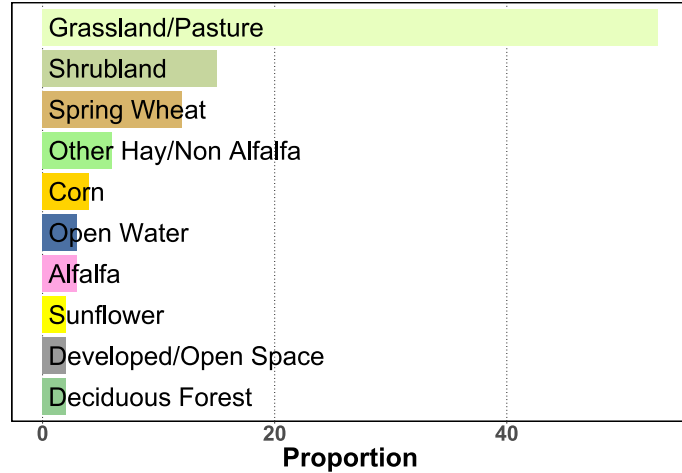 Grassland/Pasture
Shrubland
Spring Wheat
Other Hay/Non Alfalfa
Corn
Open Water
Alfalfa
Sunflower
Developed/Open Space
Deciduous Forest
0 20 40
Proportion